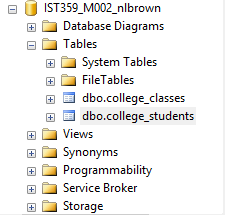 IST359_M002_nlbrown
Database Diagrams
Tables
System Tables
FileTables
dbo.college_classes
dbo.college_students
Views
Synonyms
Programmability
Service Broker
Storage